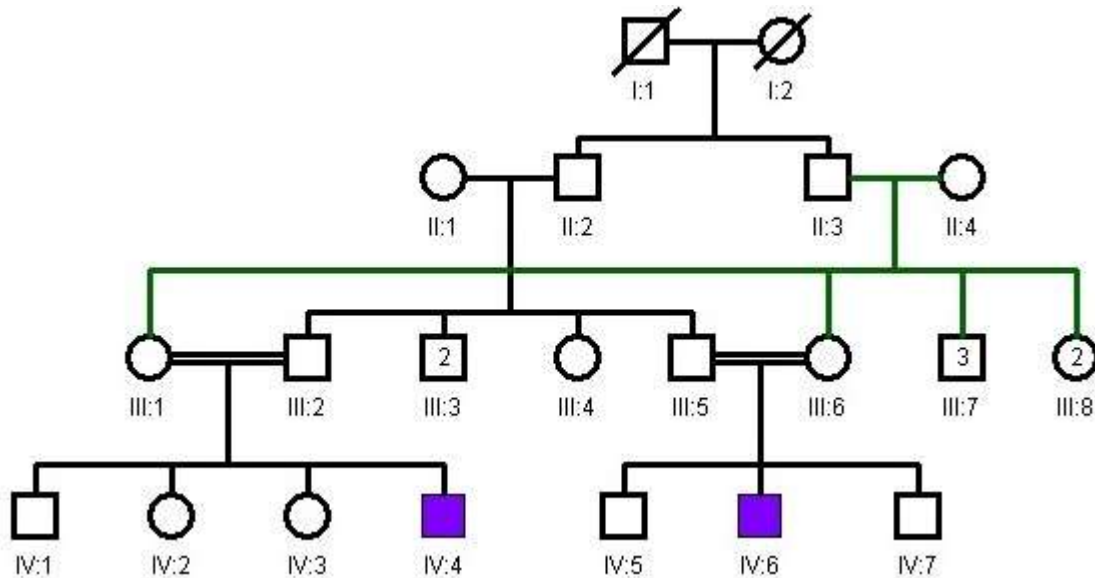 I:1 I:2
II:1 II:2 II:3 II:4
2 3 2
III:1 III:2 III:3 III:4 III:5 III:6 III:7 III:8
IV:1 IV:2 IV:3 IV:4 IV:5 IV:6 IV:7